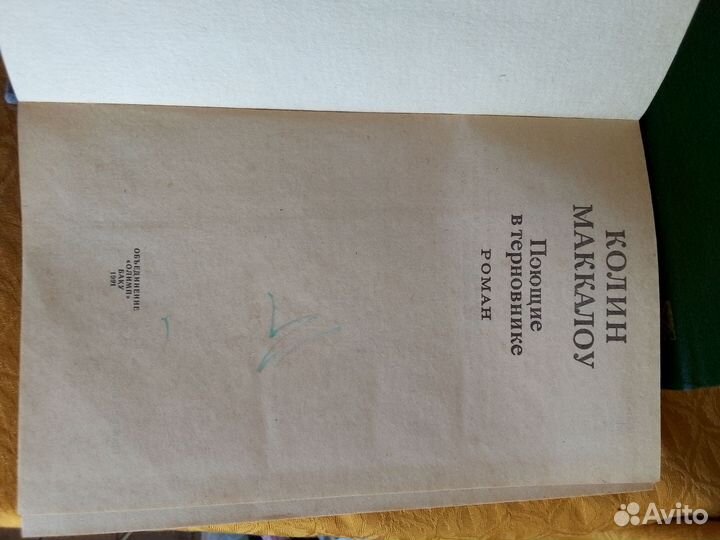 КОЛИН
МАККАЛОУ
Поющие
в терновнике
РОМАН
ОБЪЕДИНЕНИЕ
«ОЛИМП»
БАКУ
1991
Avito